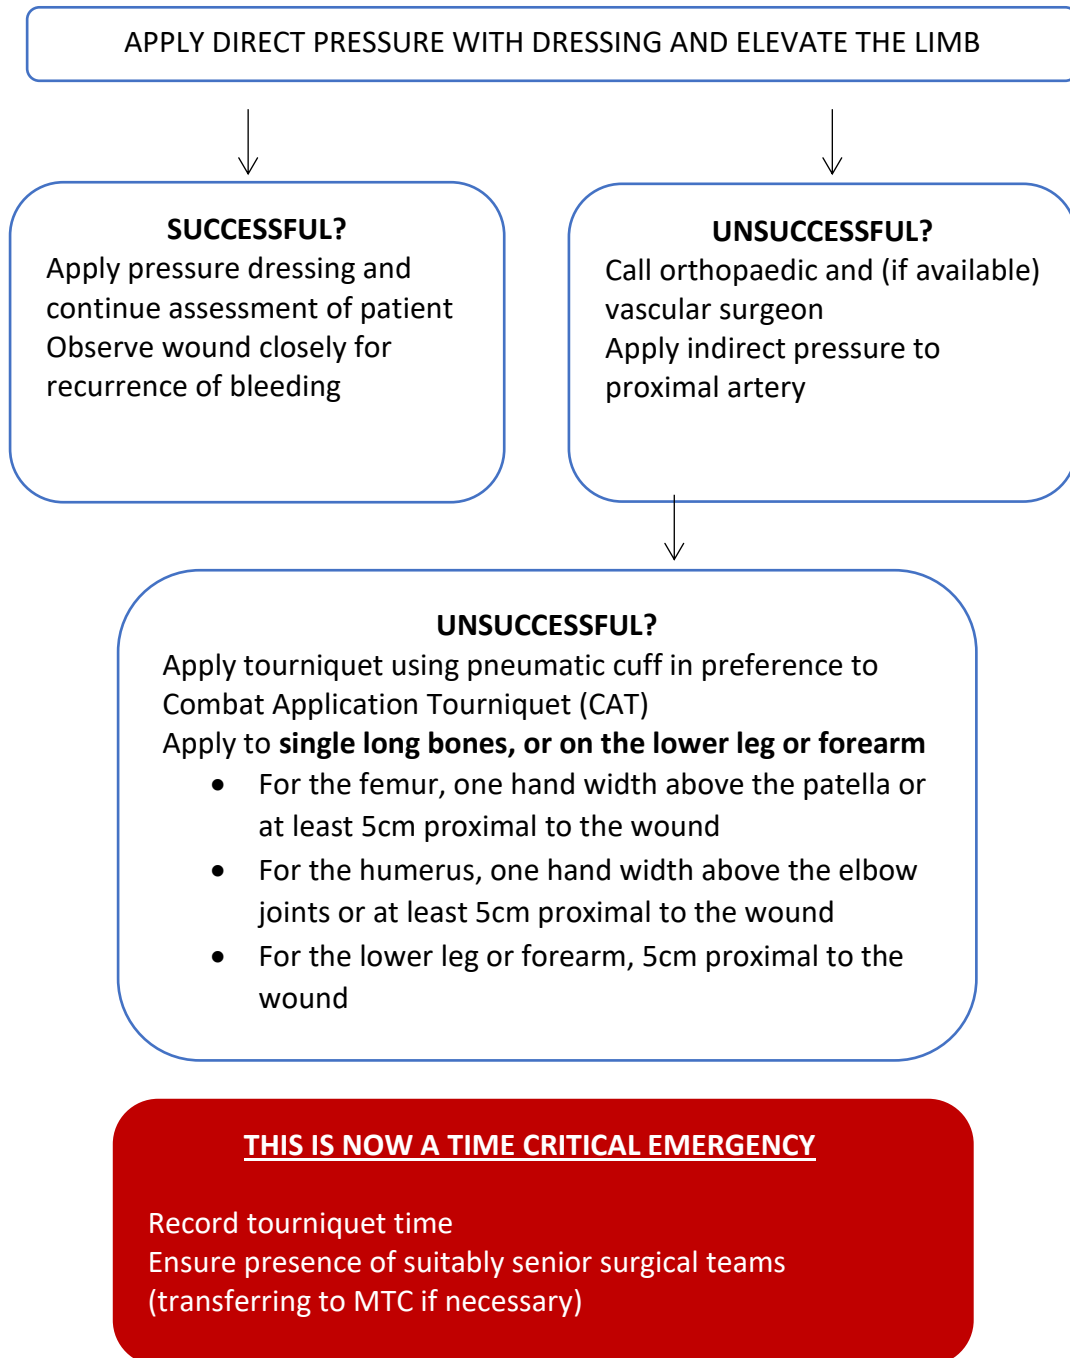 APPLY DIRECT PRESSURE WITH DRESSING AND ELEVATE THE LIMB
SUCCESSFUL?
Apply pressure dressing and
continue assessment of patient
Observe wound closely for
recurrence of bleeding
UNSUCCESSFUL?
Call orthopaedic and (if available)
vascular surgeon
Apply indirect pressure to
proximal artery
UNSUCCESSFUL?
Apply tourniquet using pneumatic cuff in preference to
Combat Application Tourniquet (CAT)
Apply to single long bones, or on the lower leg or forearm
• For the femur, one hand width above the patella or
at least 5cm proximal to the wound
• For the humerus, one hand width above the elbow
joints or at least 5cm proximal to the wound
• For the lower leg or forearm, 5cm proximal to the
wound
THIS IS NOW A TIME CRITICAL EMERGENCY
Record tourniquet time
Ensure presence of suitably senior surgical teams
(transferring to MTC if necessary)